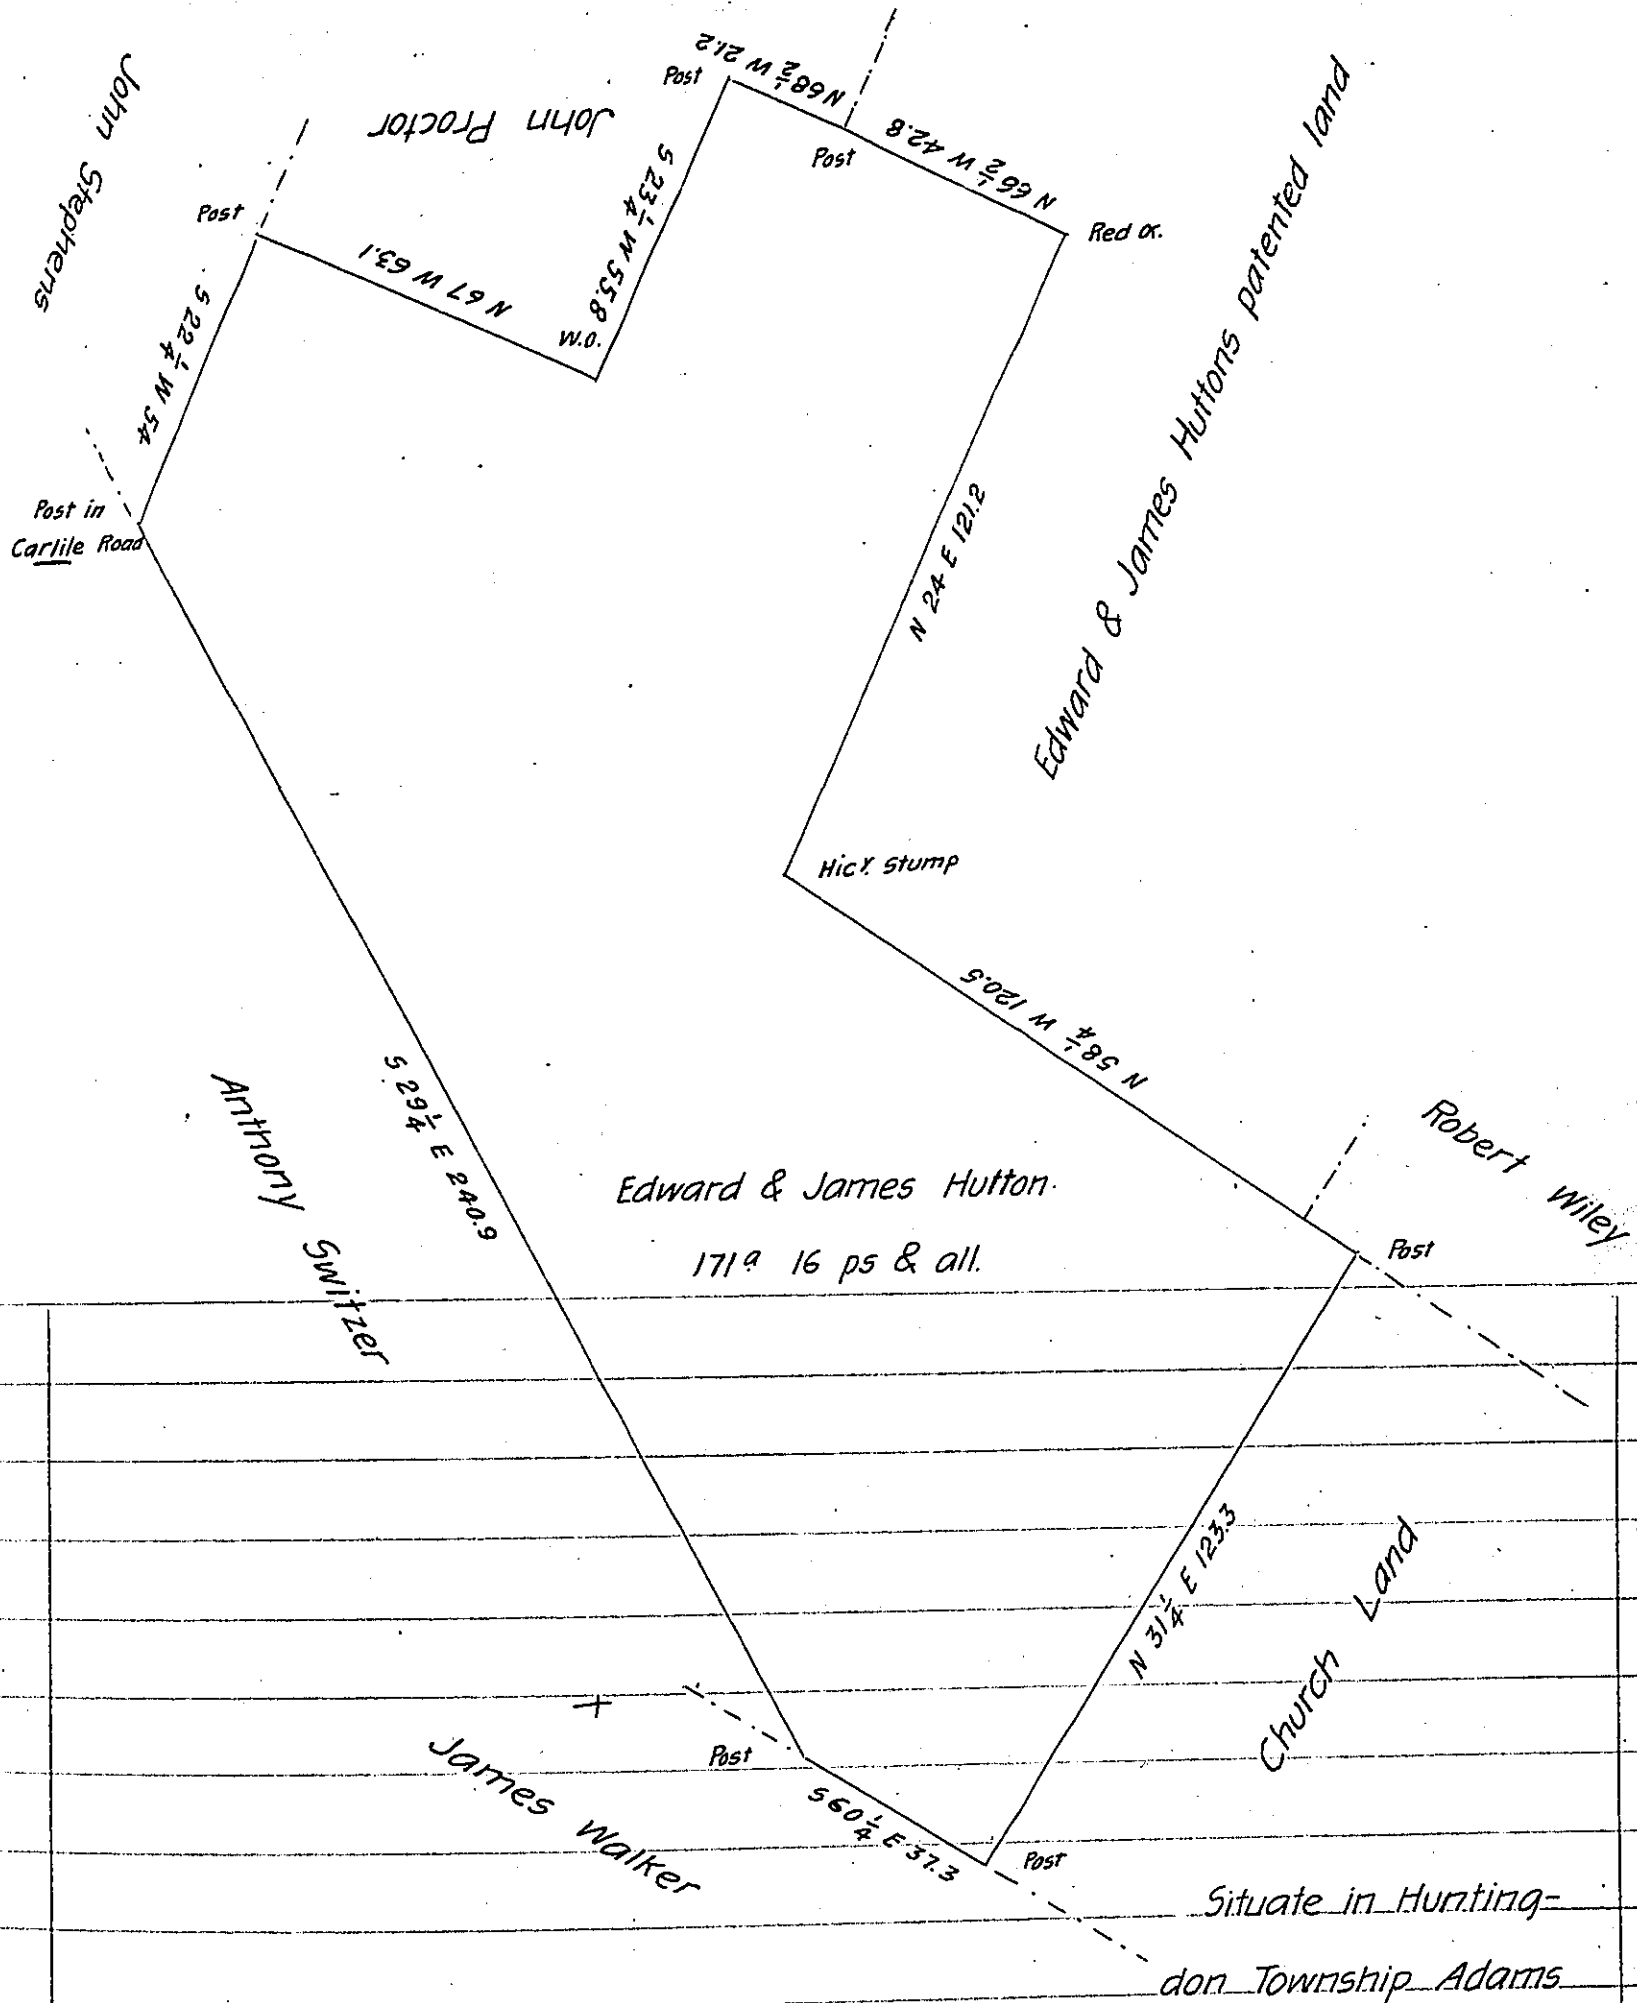 John Stephens
John Proctor
Post
N68½ W 21.2
Post
N 66½ W 42.8
Red o.
Post
N 67 W 63.1
W.O.
S 23¼ W 55.8
S 22¼ W 54
Post in
Carlile Road
Edward & James Huttons patented land
N 24 E 121.2
Hicy. Stump
N 58¼ W 120.5
Robert Wiley
Post
Anthony Switzer
S 29¼ E 240.9
Edward & James Hutton.
171a 16 ps & all.
N 31¼ E 123.3
Church Land
James Walker
Post
S 60¼ E 37.3
Post
Situate in Hunting-
don Township Adams